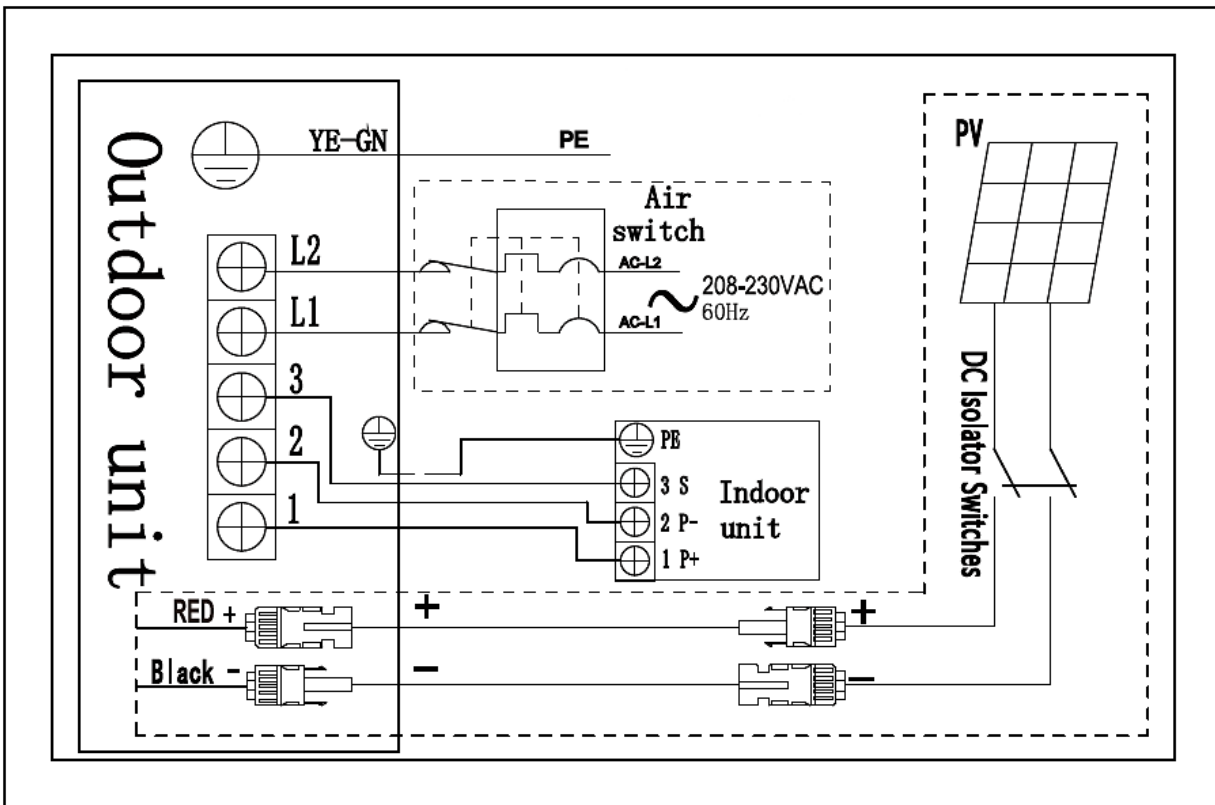 Outdoor unit
YE-GN
PE
L2
L1
3
2
1
Air
switch
AC-L2
AC-L1
208-230VAC
60Hz
PE
3 S
2 P-
1 P+
Indoor
unit
PV
DC Isolator Switches
RED +
+
+
Black -
-
-